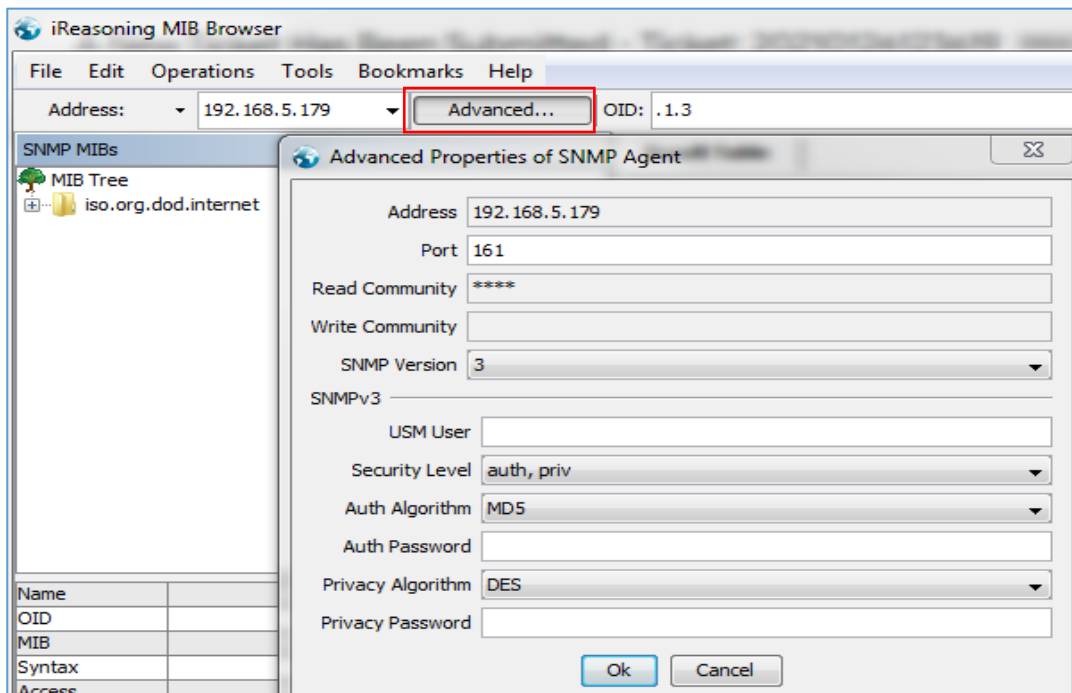 iReasoning MIB Browser
File Edit Operations Tools Bookmarks Help
Address: 192.168.5.179 Advanced... OID: .1.3
SNMP MIBs
MIB Tree
iso.org.dod.internet
Advanced Properties of SNMP Agent
Address 192.168.5.179
Port 161
Read Community ****
Write Community
SNMP Version 3
SNMPv3
USM User
Security Level auth, priv
Auth Algorithm MD5
Auth Password
Privacy Algorithm DES
Privacy Password
Ok Cancel
Name
OID
MIB
Syntax
Access